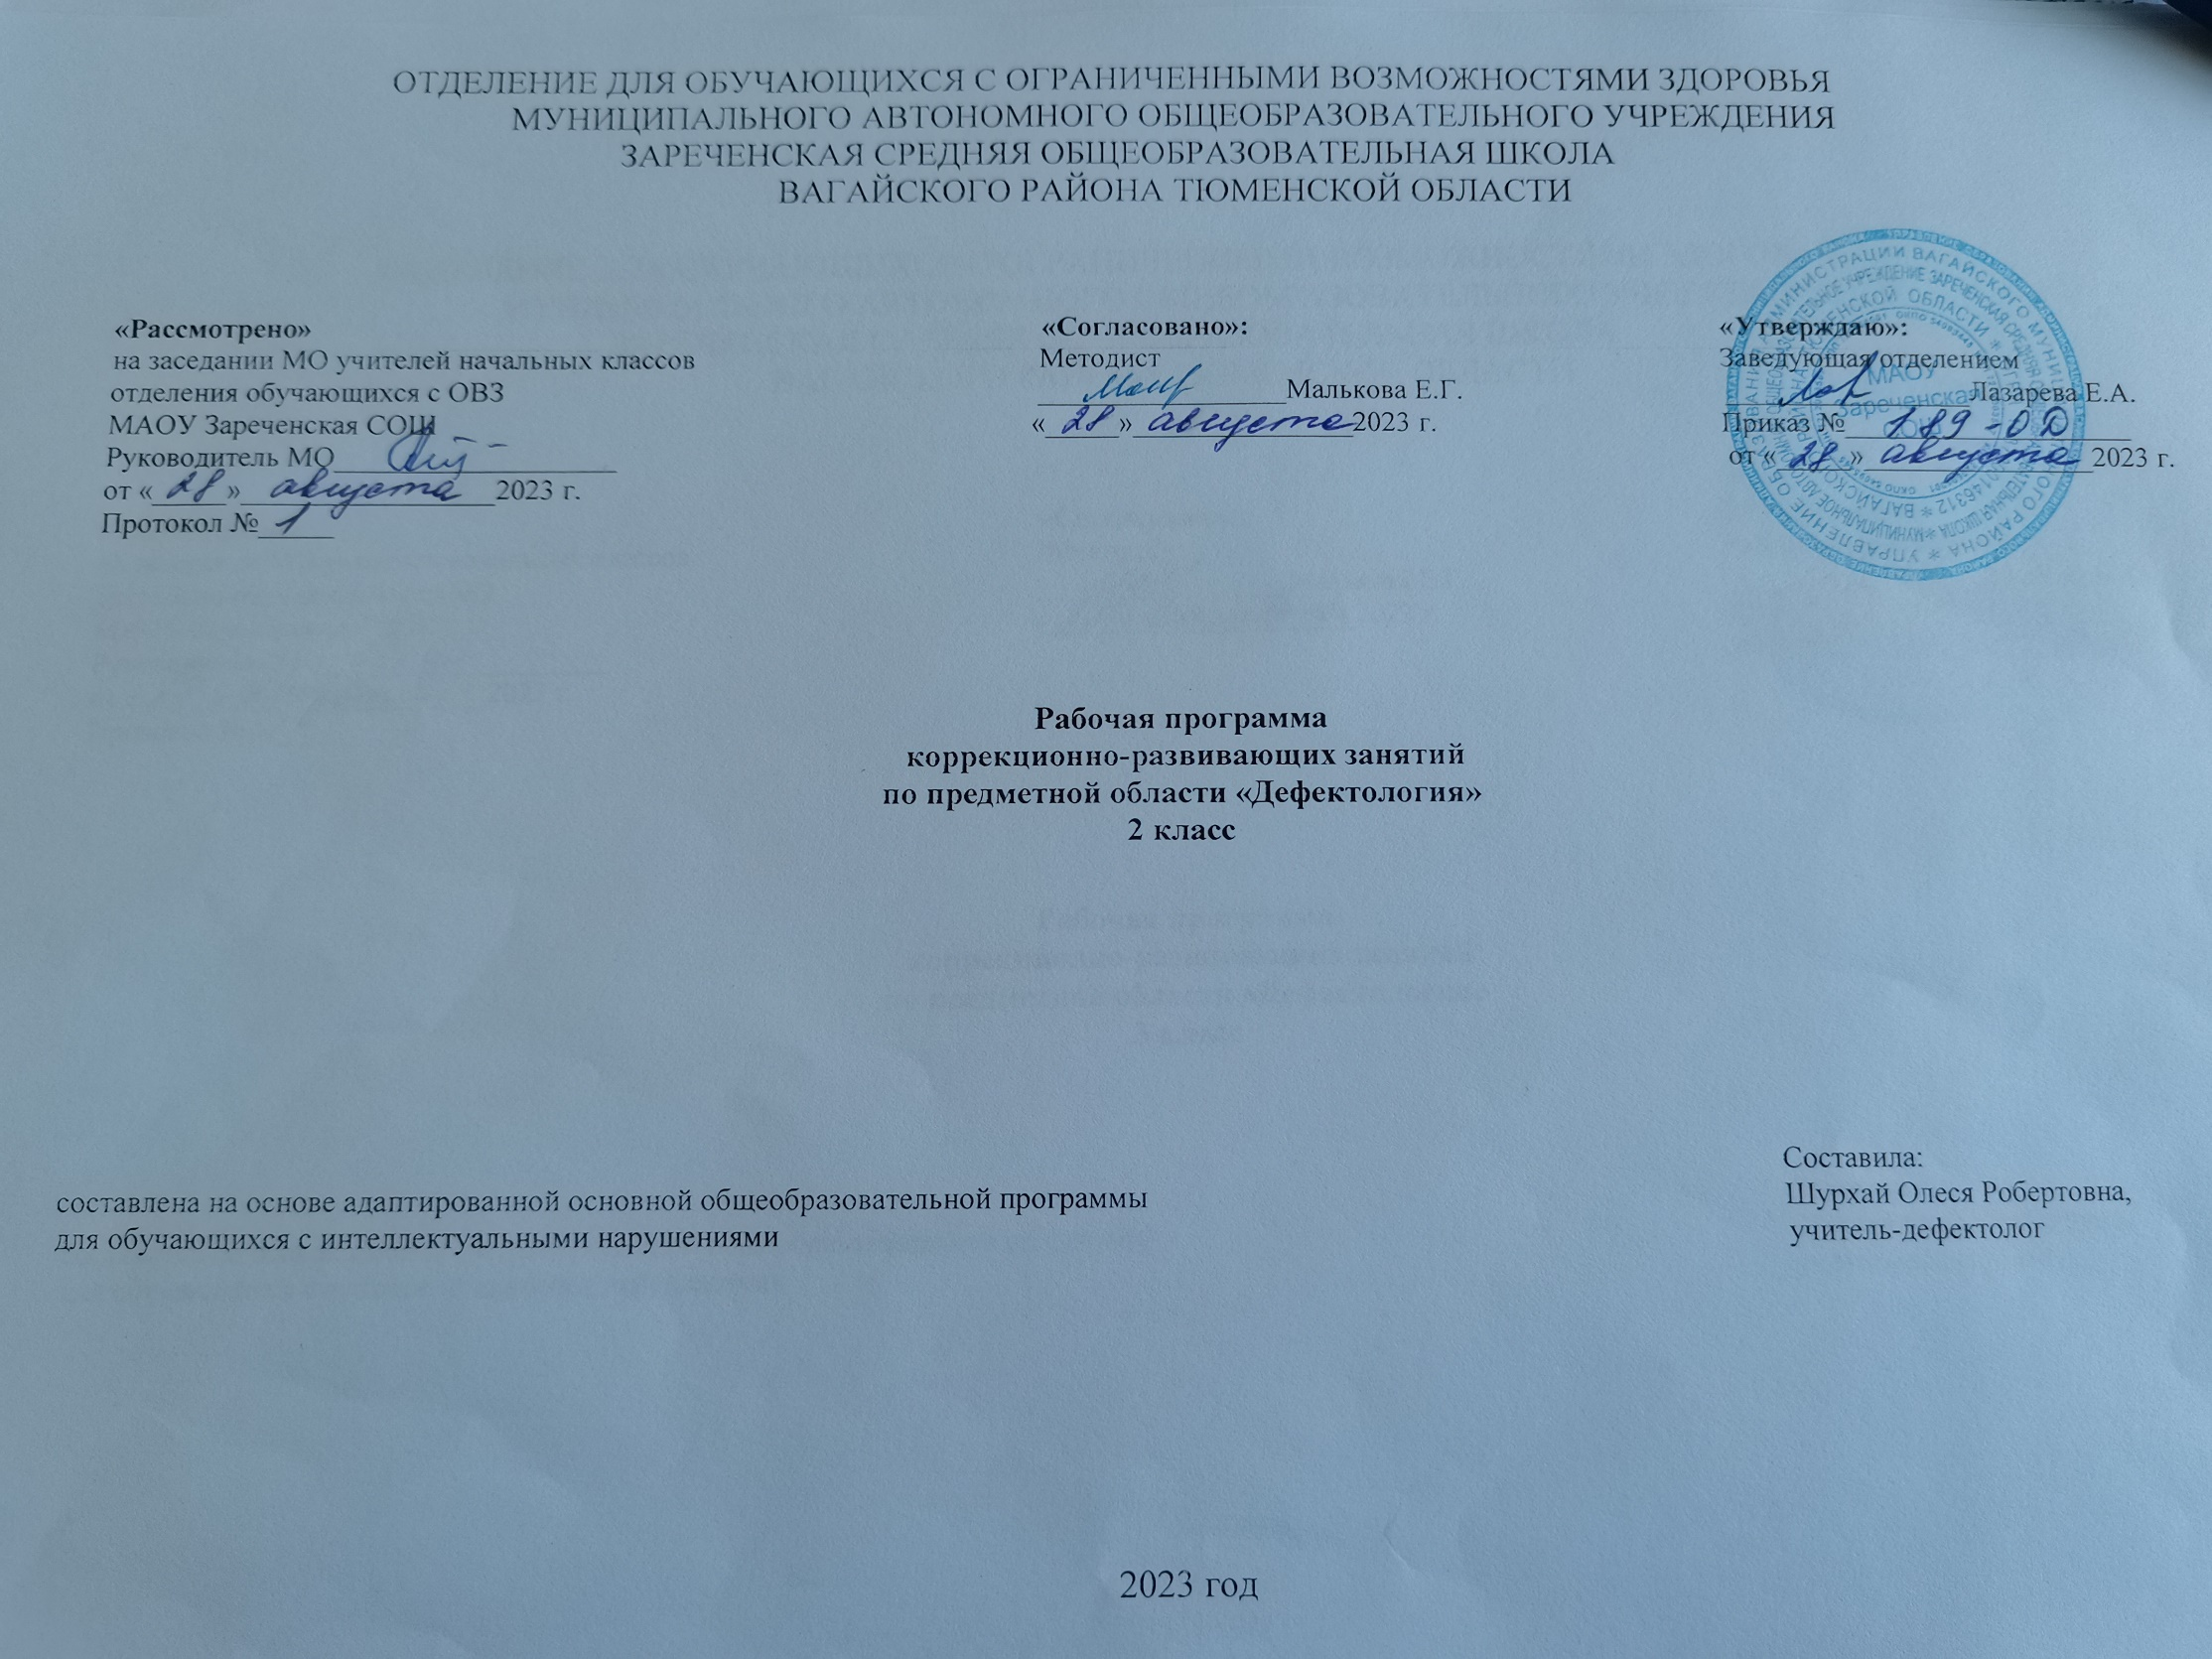 ОТДЕЛЕНИЕ ДЛЯ ОБУЧАЮЩИХСЯ С ОГРАНИЧЕННЫМИ ВОЗМОЖНОСТЯМИ ЗДОРОВЬЯ
МУНИЦИПАЛЬНОГО АВТОНОМНОГО ОБЩЕОБРАЗОВАТЕЛЬНОГО УЧРЕЖДЕНИЯ
ЗАРЕЧЕНСКАЯ СРЕДНЯЯ ОБЩЕОБРАЗОВАТЕЛЬНАЯ ШКОЛА
ВАГАЙСКОГО РАЙОНА ТЮМЕНСКОЙ ОБЛАСТИ
«Рассмотрено»
на заседании МО учителей начальных классов
отделения обучающихся с ОВЗ
МАОУ Зареченская СОШ
Руководитель МО
от «28» августа 2023 г.
Протокол № 1
«Согласовано»:
Методист
Малькова Е.Г.
«28» августа 2023 г.
«Утверждаю»:
Заведующая отделением
Лазарева Е.А.
Приказ № 189-ОД
от «28» августа 2023 г.
МАОУ
Зареченская
СОШ
Рабочая программа
коррекционно-развивающих занятий
по предметной области «Дефектология»
2 класс
составлена на основе адаптированной основной общеобразовательной программы
для обучающихся с интеллектуальными нарушениями
Составила:
Шурхай Олеся Робертовна,
учитель-дефектолог
2023 год